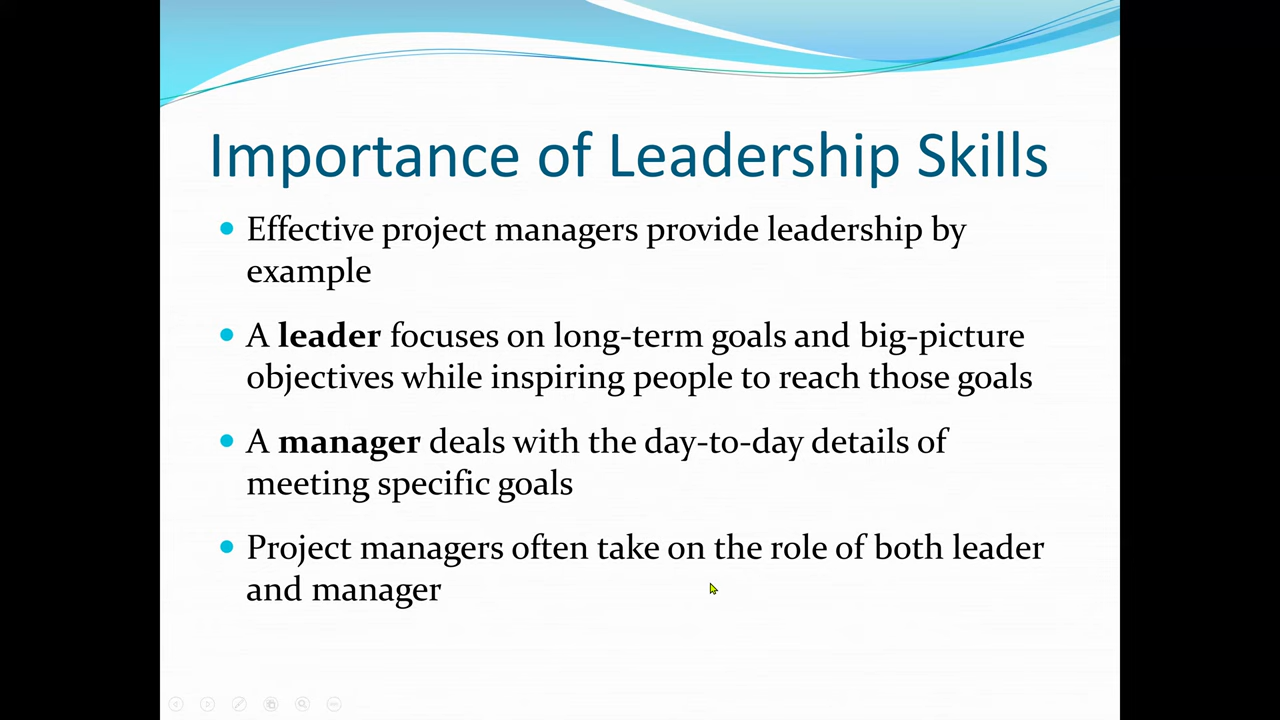 Importance of Leadership Skills
Effective project managers provide leadership by
example
A leader focuses on long-term goals and big-picture
objectives while inspiring people to reach those goals
A manager deals with the day-to-day details of
meeting specific goals
Project managers often take on the role of both leader
and manager